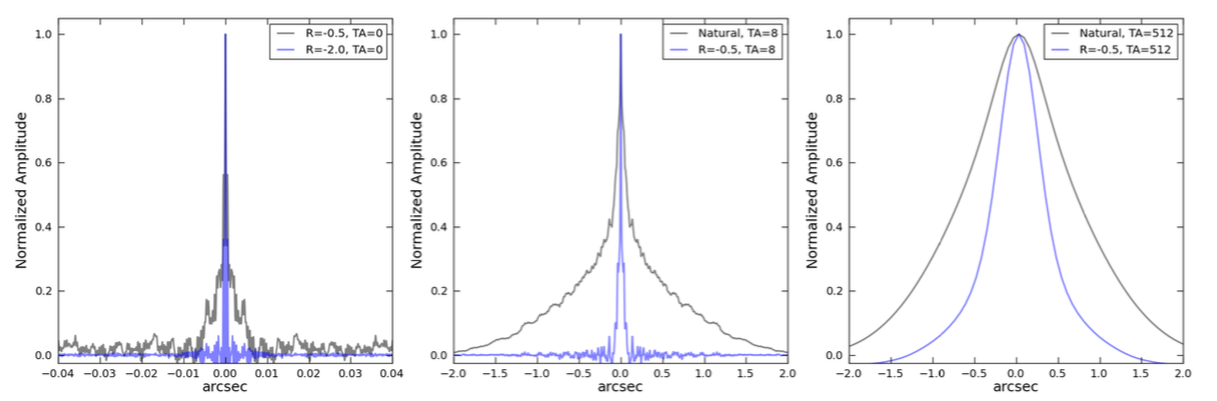 R=-0.5, TA=0
R=-2.0, TA=0
Normalized Amplitude
1.0
0.8
0.6
0.4
0.2
0.0
−0.04 −0.03 −0.02 −0.01 0.00 0.01 0.02 0.03 0.04
arcsec
Natural, TA=8
R=-0.5, TA=8
Normalized Amplitude
1.0
0.8
0.6
0.4
0.2
0.0
−2.0 −1.5 −1.0 −0.5 0.0 0.5 1.0 1.5 2.0
arcsec
Natural, TA=512
R=-0.5, TA=512
Normalized Amplitude
1.0
0.8
0.6
0.4
0.2
0.0
−2.0 −1.5 −1.0 −0.5 0.0 0.5 1.0 1.5 2.0
arcsec